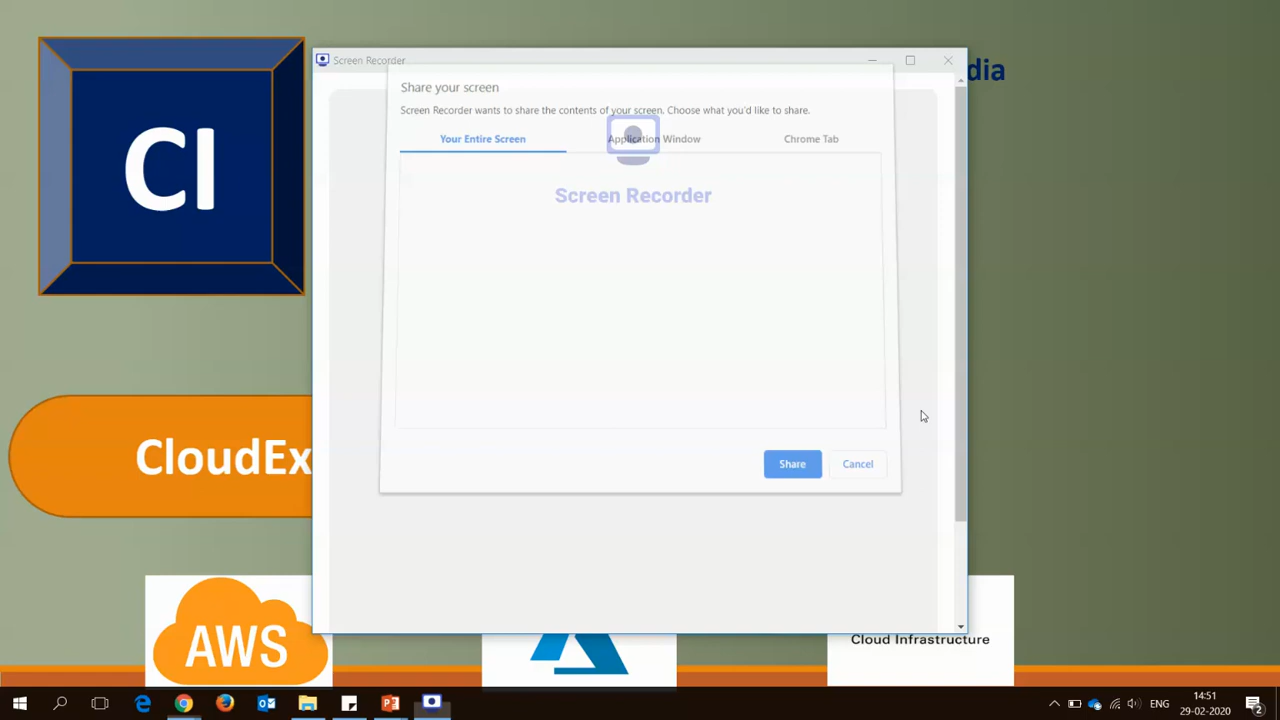 CI
dia
Screen Recorder
Share your screen
Screen Recorder wants to share the contents of your screen. Choose what you'd like to share.
Your Entire Screen
Application Window
Chrome Tab
Screen Recorder
Share
Cancel
CloudEx
AWS
Cloud Infrastructure
ENG
14:51
29-02-2020
2